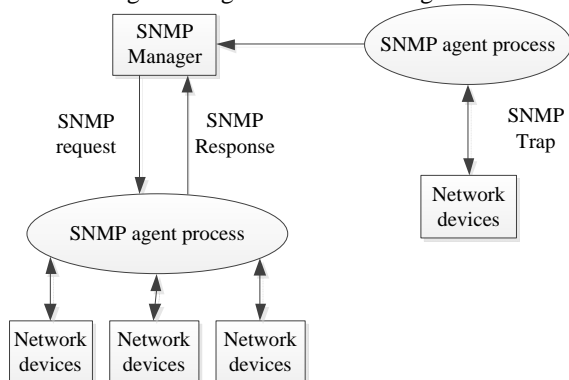 SNMP
Manager
SNMP agent process
SNMP
request
SNMP
Response
SNMP
Trap
Network
devices
SNMP agent process
Network
devices
Network
devices
Network
devices